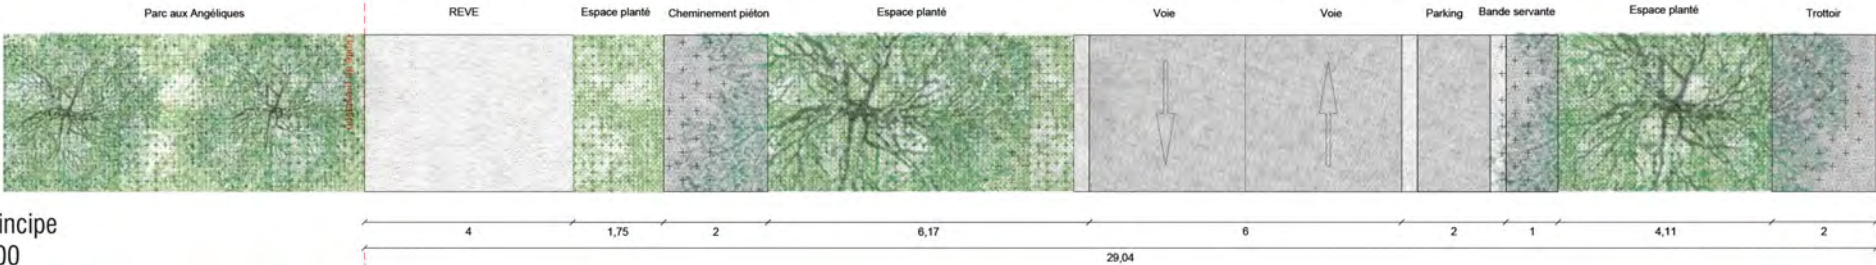 Parc aux Angéliques
REVE
Espace planté
Cheminement piéton
Espace planté
Voie
Voie
Parking
Bande servante
Espace planté
Trottoir
incipe
00
4
1,75
2
6,17
6
2
1
4,11
2
29,04